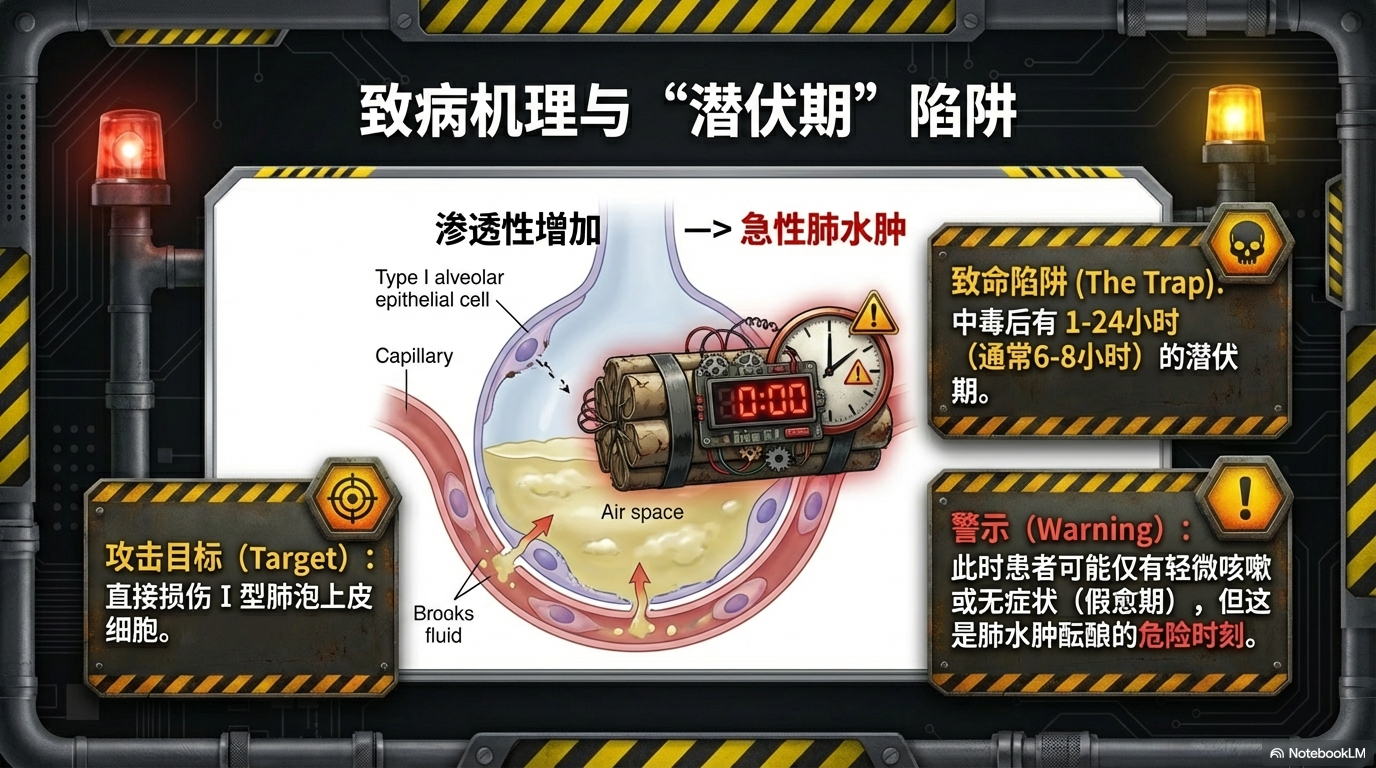 致病机理与“潜伏期”陷阱
渗透性增加 —> 急性肺水肿
Type I alveolar
epithelial cell
Capillary
0:00
Air space
Brooks
fluid
攻击目标（Target）：
直接损伤 I 型肺泡上皮
细胞。
致命陷阱 (The Trap).
中毒后有 1-24小时
（通常6-8小时）的潜伏
期。
警示（Warning）：
此时患者可能仅有轻微咳嗽
或无症状（假愈期），但这
是肺水肿酝酿的危险时刻。
NotebookLM